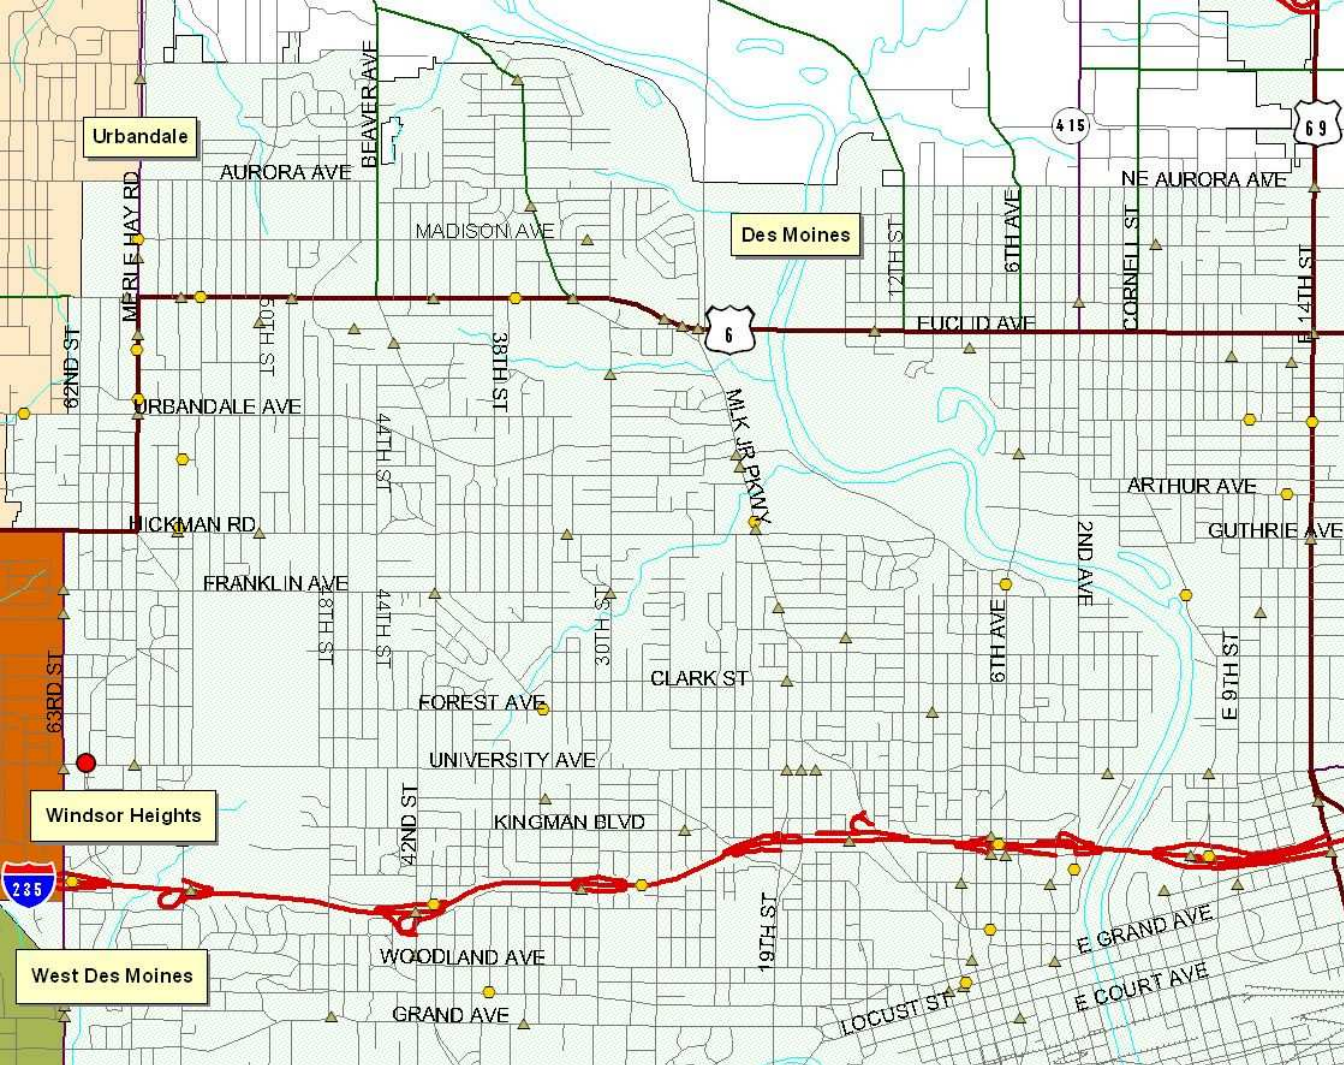 415
69
Urbandale
BEAVER AVE
AURORA AVE
NE AURORA AVE
MERLE HAY RD
MADISON AVE
Des Moines
12TH ST
6TH AVE
CORNELL ST
E 14TH ST
50TH ST
62ND ST
6
EUCLID AVE
38TH ST
URBANDALE AVE
44TH ST
MLK JR PKWY
ARTHUR AVE
HICKMAN RD
GUTHRIE AVE
2ND AVE
FRANKLIN AVE
48TH ST
44TH ST
30TH ST
6TH AVE
E 9TH ST
63RD ST
CLARK ST
FOREST AVE
UNIVERSITY AVE
Windsor Heights
42ND ST
KINGMAN BLVD
235
19TH ST
E GRAND AVE
WOODLAND AVE
West Des Moines
E COURT AVE
GRAND AVE
LOCUST ST